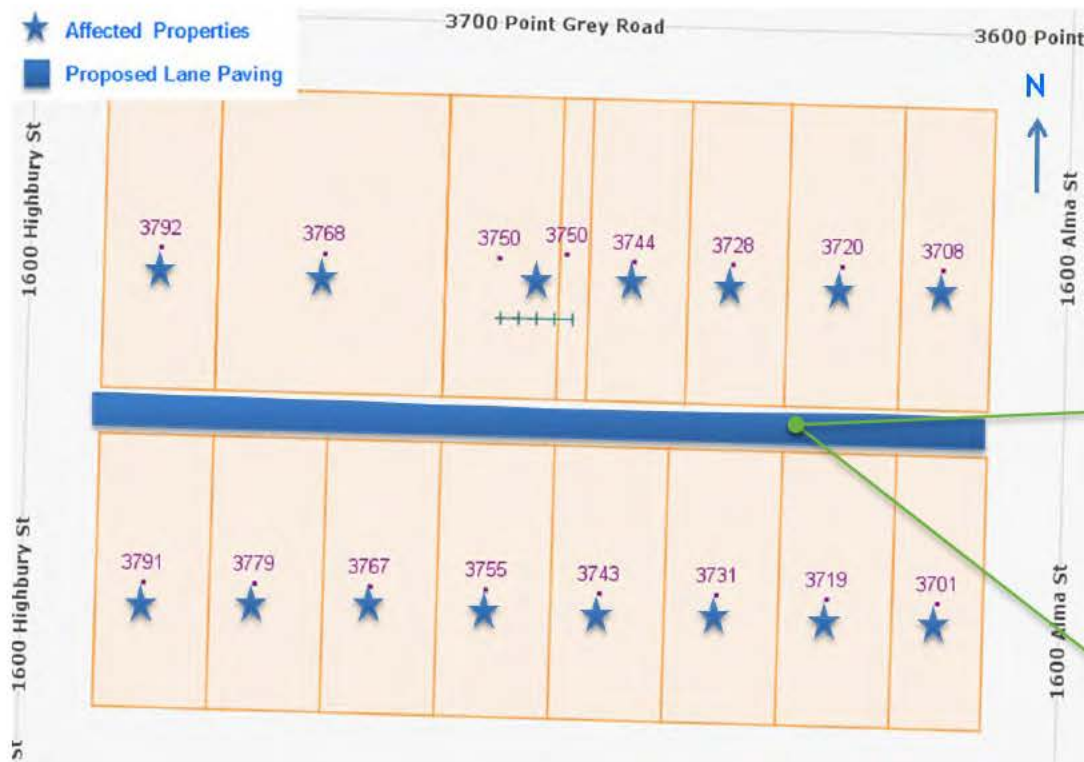 3700 Point Grey Road
3600 Point
Affected Properties
Proposed Lane Paving
N
1600 Highbury St
1600 Alma St
3792
3768
3750
3750
3744
3728
3720
3708
3791
3779
3767
3755
3743
3731
3719
3701
1600 Highbury St
1600 Alma St
St